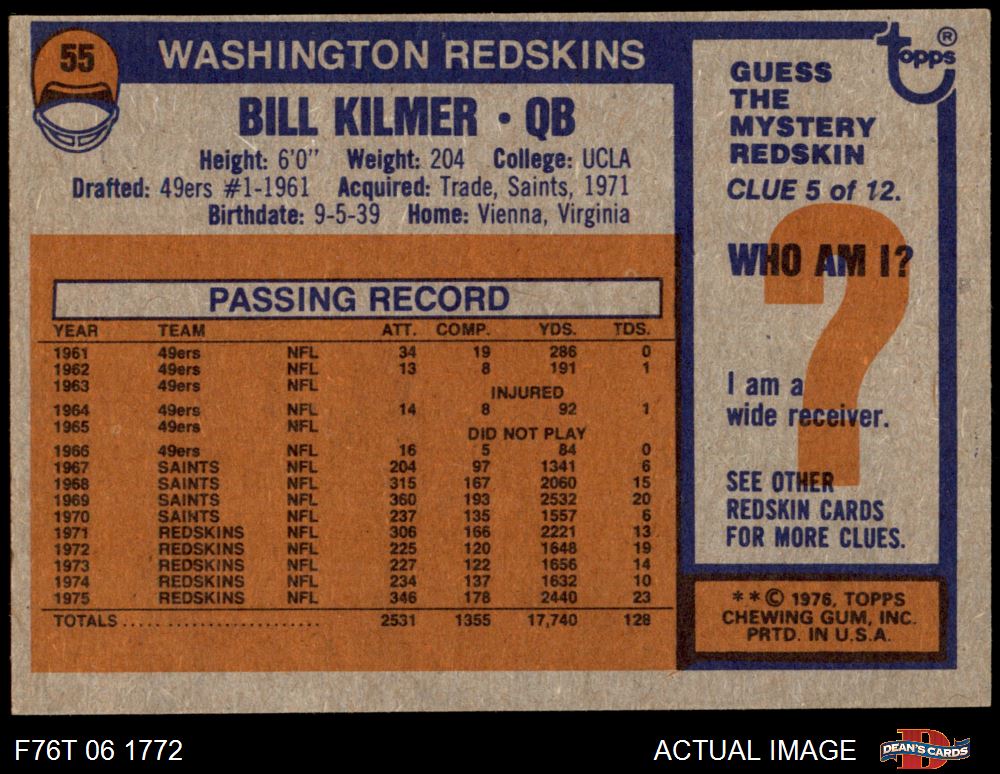 55
WASHINGTON REDSKINS
BILL KILMER • QB
Height: 6'0" Weight: 204 College: UCLA
Drafted: 49ers #1-1961 Acquired: Trade, Saints, 1971
Birthdate: 9-5-39 Home: Vienna, Virginia
PASSING RECORD
YEAR TEAM ATT. COMP. YDS. TDS.
1961 49ers NFL 34 19 286 0
1962 49ers NFL 13 8 191 1
1963 49ers NFL INJURED
1964 49ers NFL 14 8 92 1
1965 49ers NFL DID NOT PLAY
1966 49ers NFL 16 5 84 0
1967 SAINTS NFL 204 97 1341 6
1968 SAINTS NFL 315 167 2060 15
1969 SAINTS NFL 360 193 2532 20
1970 SAINTS NFL 237 135 1557 6
1971 REDSKINS NFL 306 166 2221 13
1972 REDSKINS NFL 225 120 1648 19
1973 REDSKINS NFL 227 122 1656 14
1974 REDSKINS NFL 234 137 1632 10
1975 REDSKINS NFL 346 178 2440 23
TOTALS ........................ 2531 1355 17,740 128
topps ®
GUESS
THE
MYSTERY
REDSKIN
CLUE 5 of 12.
WHO AM I?
?
I am a
wide receiver.
SEE OTHER
REDSKIN CARDS
FOR MORE CLUES.
**© 1976, TOPPS
CHEWING GUM, INC.
PRTD. IN U.S.A.
F76T 06 1772
ACTUAL IMAGE
D
DEAN'S CARDS